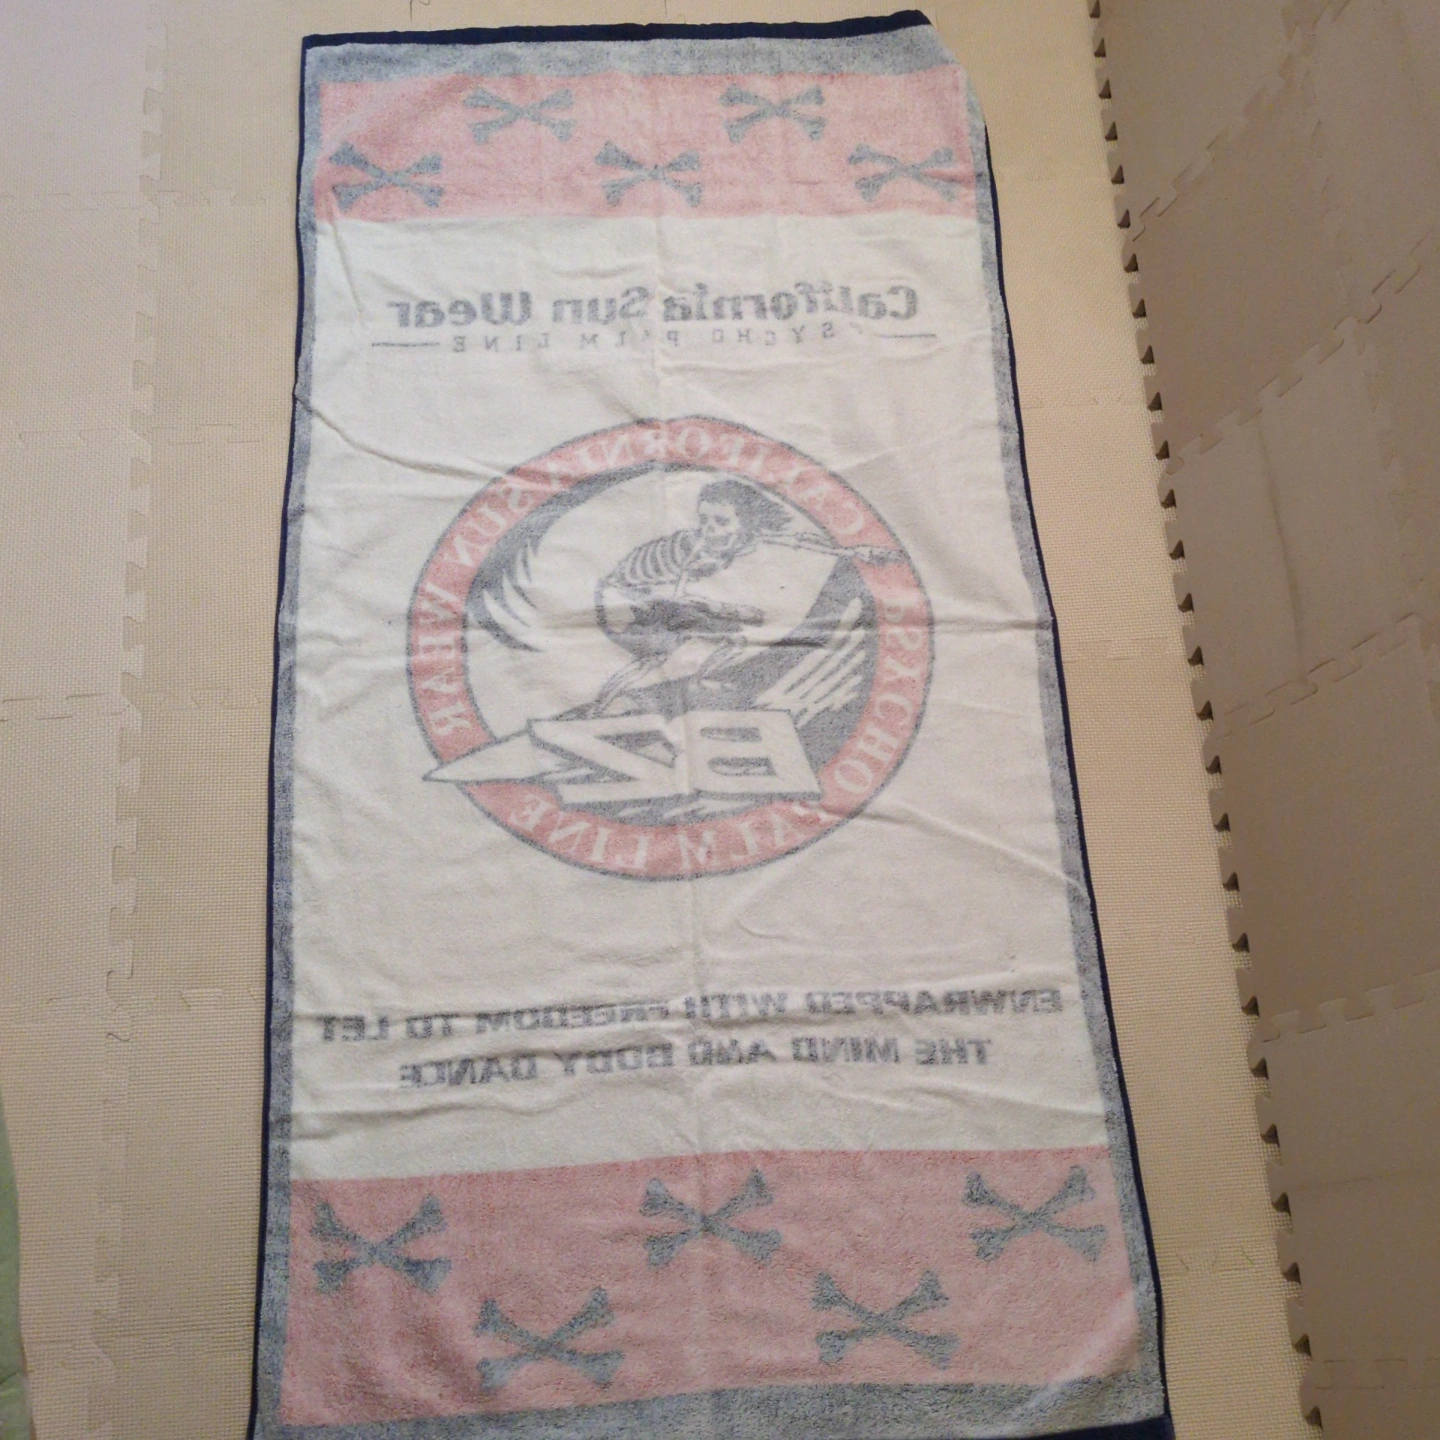 California Sun Wear
PSYCHO PALM LINE
CALIFORNIA SUN WEAR
PSYCHO PALM LINE
BZ
ENWRAPPED WITH FREEDOM TO LET
THE MIND AND BODY DANCE